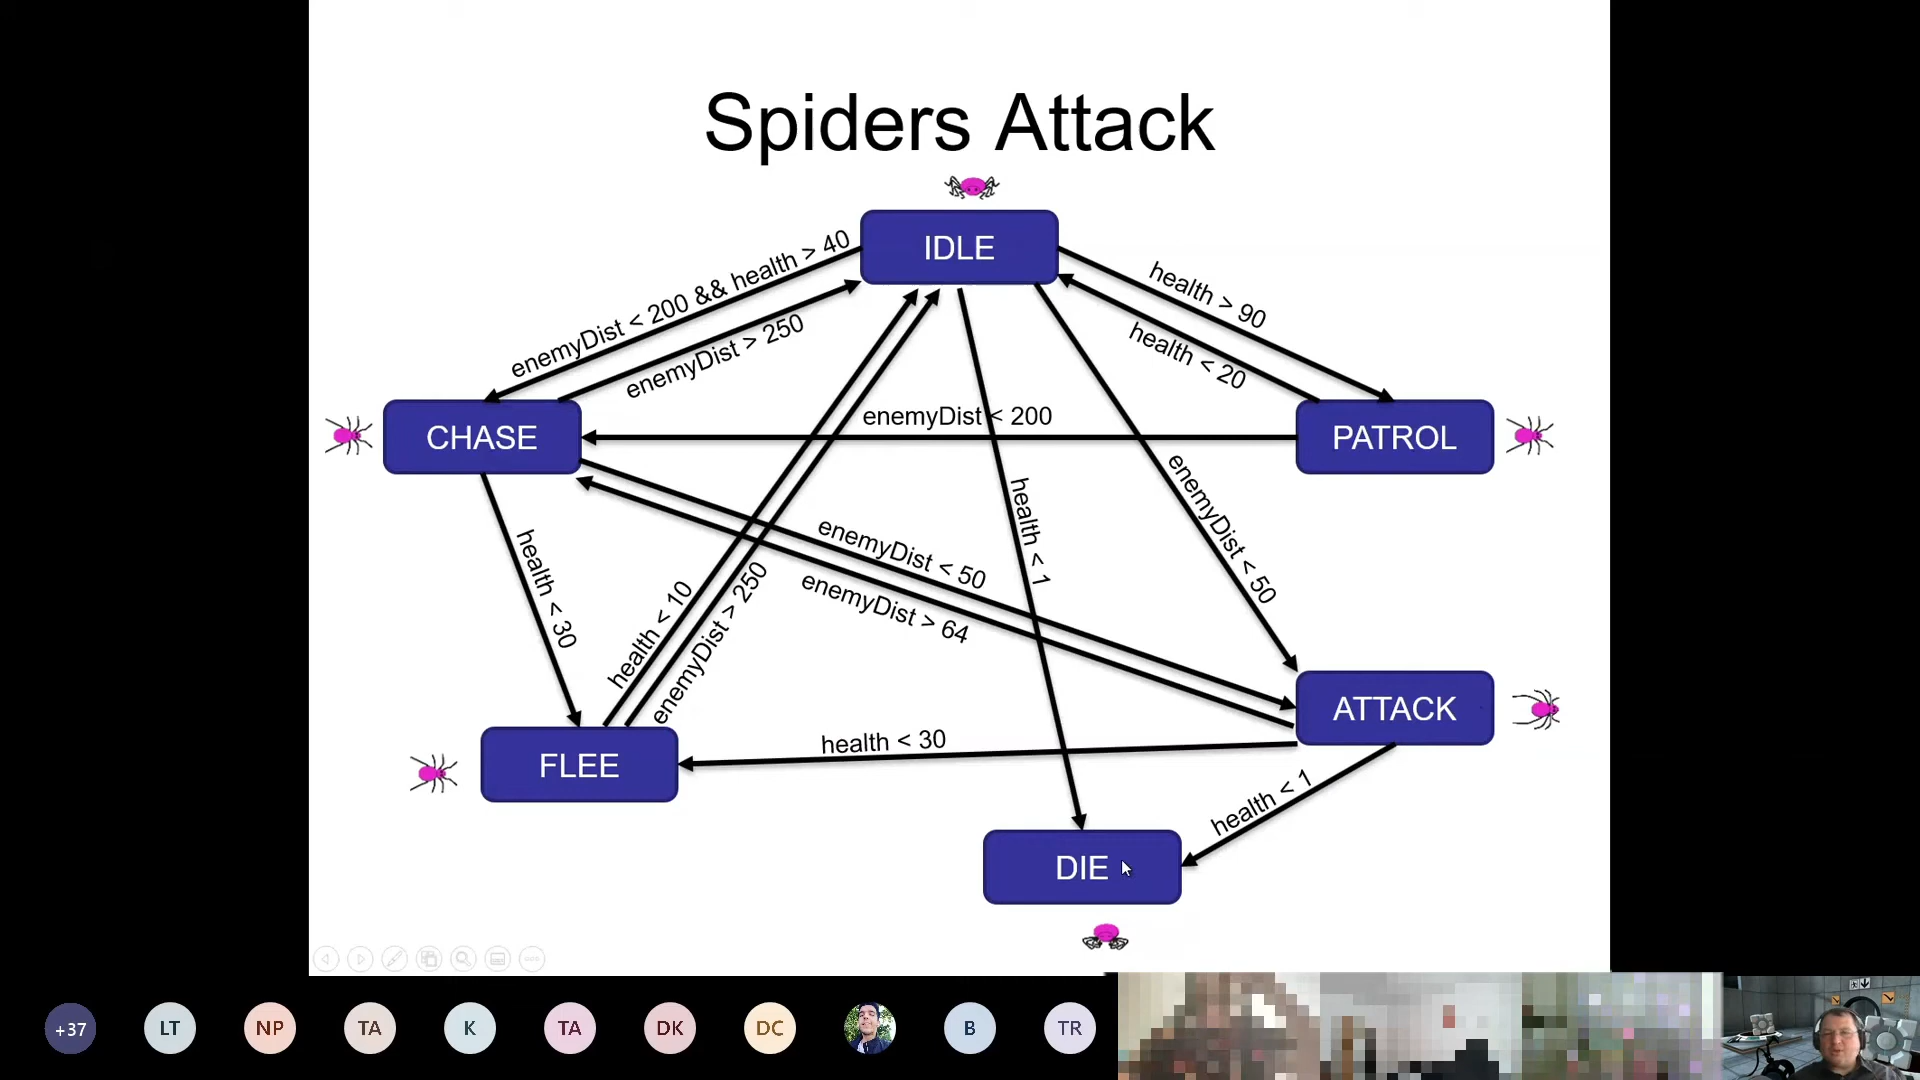 Spiders Attack
IDLE
enemyDist < 200 && health > 40
enemyDist > 250
health > 90
health < 20
CHASE
enemyDist < 200
PATROL
health < 30
health < 10
enemyDist > 250
enemyDist < 50
enemyDist > 64
health < 1
enemyDist < 50
ATTACK
FLEE
health < 30
health < 1
DIE
+37
LT
NP
TA
K
TA
DK
DC
B
TR